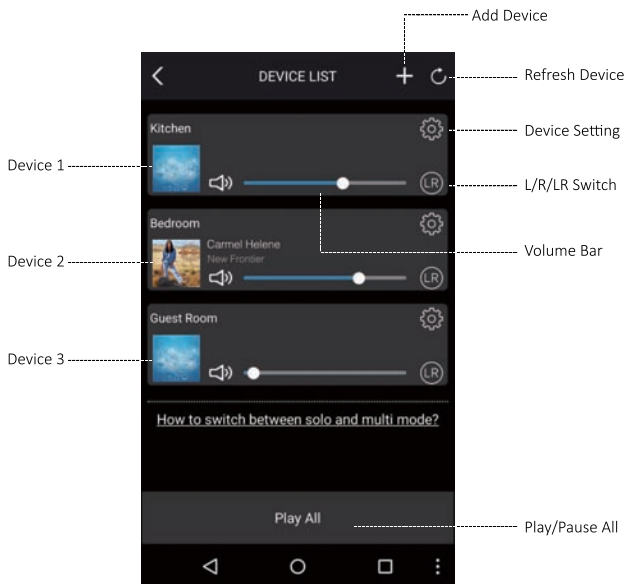 Add Device
DEVICE LIST
Refresh Device
Kitchen
Device Setting
Device 1
LR
L/R/LR Switch
Bedroom
Carmel Helene
New Frontier
Volume Bar
Device 2
LR
Guest Room
Device 3
LR
How to switch between solo and multi mode?
Play All
Play/Pause All